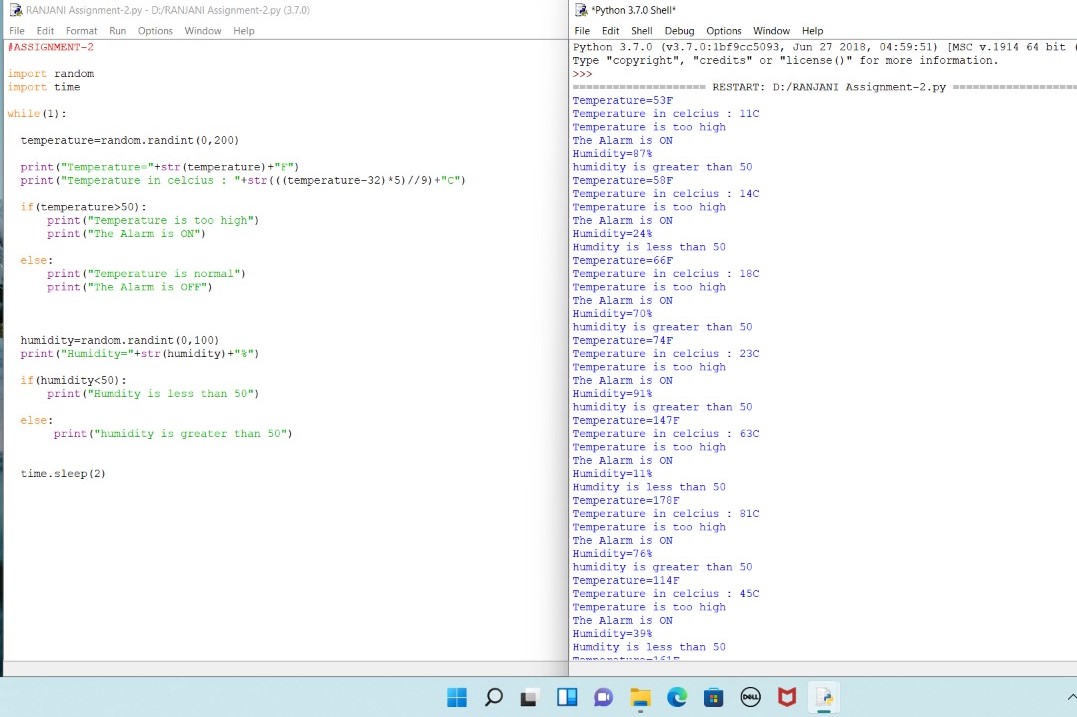 RANJANI Assignment-2.py - D:/RANJANI Assignment-2.py (3.7.0)
File Edit Format Run Options Window Help
#ASSIGNMENT-2
import random
import time
while(1):
temperature=random.randint(0,200)
print("Temperature="+str(temperature)+"F")
print("Temperature in celcius : "+str(((temperature-32)*5)//9)+"C")
if(temperature>50):
print("Temperature is too high")
print("The Alarm is ON")
else:
print("Temperature is normal")
print("The Alarm is OFF")
humidity=random.randint(0,100)
print("Humidity="+str(humidity)+"%")
if(humidity<50):
print("Humdity is less than 50")
else:
print("humidity is greater than 50")
time.sleep(2)
*Python 3.7.0 Shell*
File Edit Shell Debug Options Window Help
Python 3.7.0 (v3.7.0:1bf9cc5093, Jun 27 2018, 04:59:51) [MSC v.1914 64 bit (
Type "copyright", "credits" or "license()" for more information.
>>>
==================== RESTART: D:/RANJANI Assignment-2.py ===================
Temperature=53F
Temperature in celcius : 11C
Temperature is too high
The Alarm is ON
Humidity=87%
humidity is greater than 50
Temperature=58F
Temperature in celcius : 14C
Temperature is too high
The Alarm is ON
Humidity=24%
Humdity is less than 50
Temperature=66F
Temperature in celcius : 18C
Temperature is too high
The Alarm is ON
Humidity=70%
humidity is greater than 50
Temperature=74F
Temperature in celcius : 23C
Temperature is too high
The Alarm is ON
Humidity=91%
humidity is greater than 50
Temperature=147F
Temperature in celcius : 63C
Temperature is too high
The Alarm is ON
Humidity=11%
Humdity is less than 50
Temperature=178F
Temperature in celcius : 81C
Temperature is too high
The Alarm is ON
Humidity=76%
humidity is greater than 50
Temperature=114F
Temperature in celcius : 45C
Temperature is too high
The Alarm is ON
Humidity=39%
Humdity is less than 50
Temperature=161F
DELL